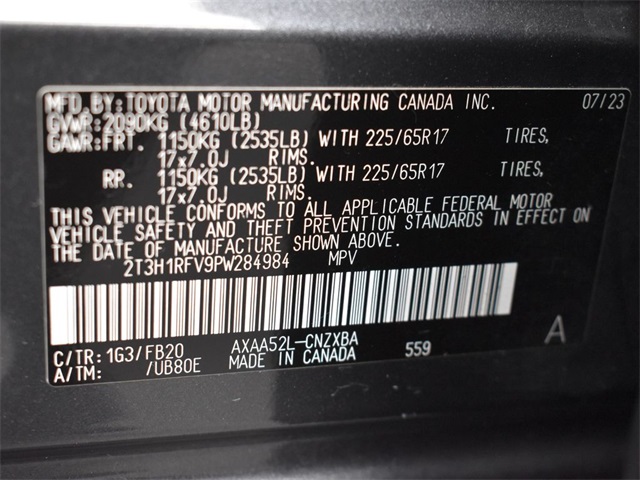 MFD.BY:TOYOTA MOTOR MANUFACTURING CANADA INC. 07/23
GVWR:2090KG (4610LB)
GAWR:FRT. 1150KG (2535LB) WITH 225/65R17 TIRES,
17x7.0J RIMS.
RR. 1150KG (2535LB) WITH 225/65R17 TIRES,
17x7.0J RIMS.
THIS VEHICLE CONFORMS TO ALL APPLICABLE FEDERAL MOTOR
VEHICLE SAFETY AND THEFT PREVENTION STANDARDS IN EFFECT ON
THE DATE OF MANUFACTURE SHOWN ABOVE.
2T3H1RFV9PW284984 MPV
C/TR: 1G3/FB20 AXAA52L-CNZXBA 559 A
A/TM: /UB80E MADE IN CANADA